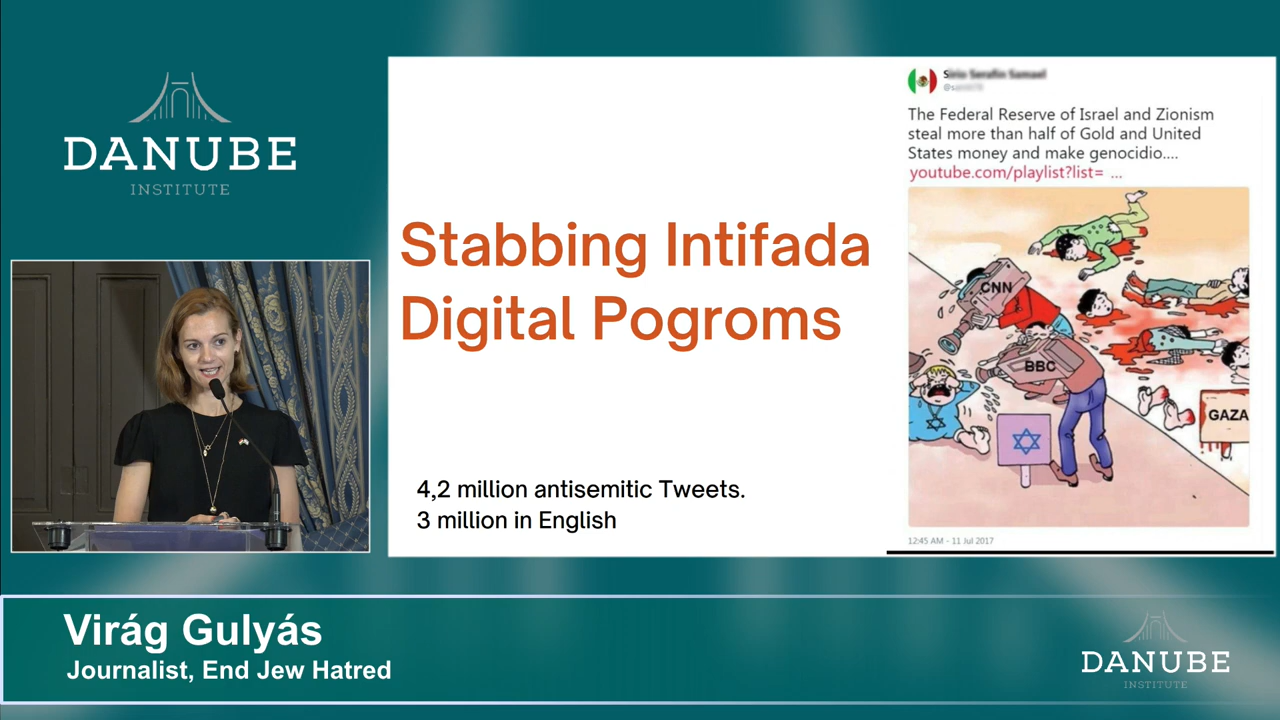 DANUBE
INSTITUTE
Stabbing Intifada
Digital Pogroms
4,2 million antisemitic Tweets.
3 million in English
The Federal Reserve of Israel and Zionism
steal more than half of Gold and United
States money and make genocidio....
youtube.com/playlist?list= ...
CNN
BBC
GAZA
12:45 AM - 11 Jul 2017
Virág Gulyás
Journalist, End Jew Hatred
DANUBE
INSTITUTE